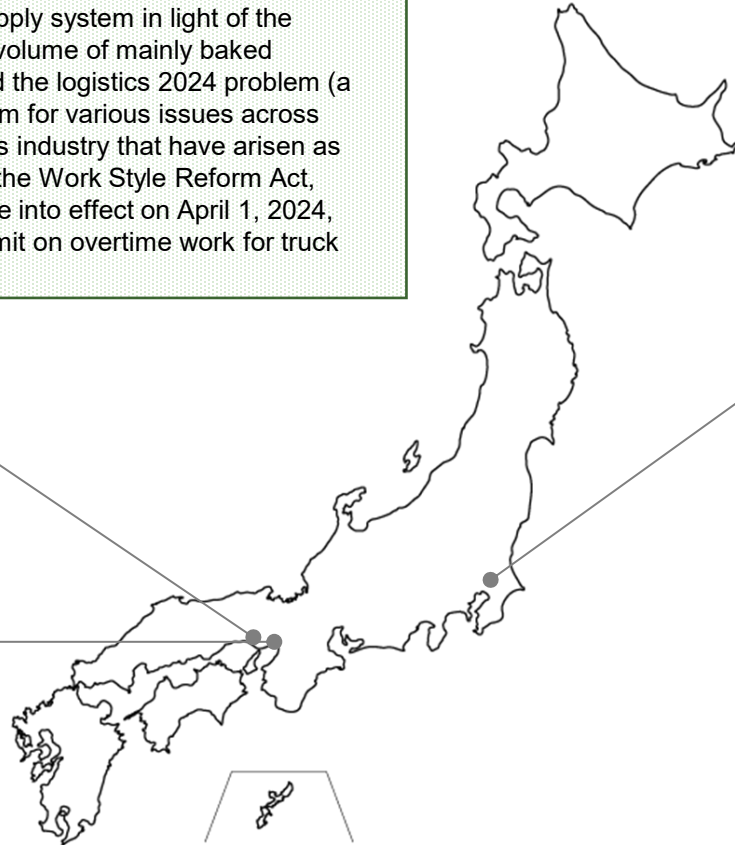 pply system in light of the
volume of mainly baked
d the logistics 2024 problem (a
m for various issues across
s industry that have arisen as
the Work Style Reform Act,
e into effect on April 1, 2024,
mit on overtime work for truck